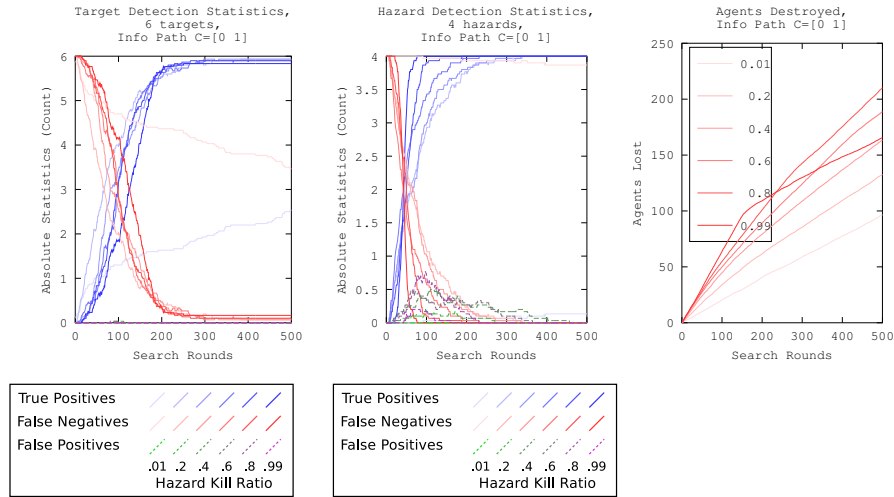 Target Detection Statistics,
6 targets,
Info Path C=[0 1]
6
5
4
3
2
1
0
0
100
200
300
400
500
Absolute Statistics (Count)
Search Rounds
Hazard Detection Statistics,
4 hazards,
Info Path C=[0 1]
4
3.5
3
2.5
2
1.5
1
0.5
0
0
100
200
300
400
500
Absolute Statistics (Count)
Search Rounds
Agents Destroyed,
Info Path C=[0 1]
250
200
150
100
50
0
0
100
200
300
400
500
Agents Lost
Search Rounds
0.01
0.2
0.4
0.6
0.8
0.99
True Positives
False Negatives
False Positives
.01 .2 .4 .6 .8 .99
Hazard Kill Ratio
True Positives
False Negatives
False Positives
.01 .2 .4 .6 .8 .99
Hazard Kill Ratio